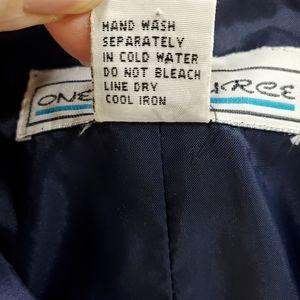 HAND WASH
SEPARATELY
IN COLD WATER
DO NOT BLEACH
LINE DRY
COOL IRON
ONE